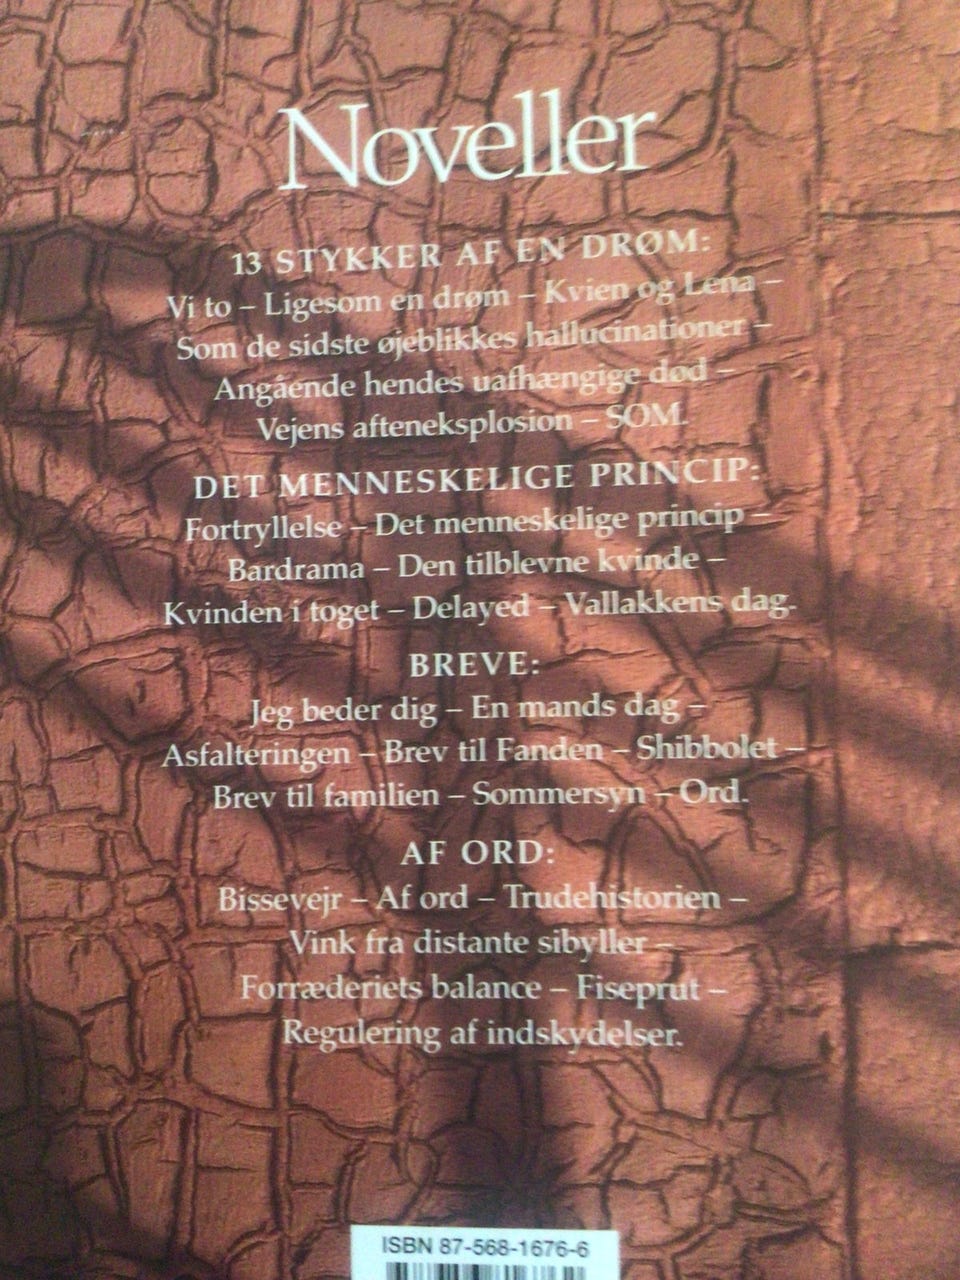 Noveller
13 STYKKER AF EN DRØM:
Vi to – Ligesom en drøm – Kvien og Lena –
Som de sidste øjeblikkes hallucinationer –
Angående hendes uafhængige død –
Vejens afteneksplosion – SOM.
DET MENNESKELIGE PRINCIP:
Fortryllelse – Det menneskelige princip –
Bardrama – Den tilblevne kvinde –
Kvinden i toget – Delayed – Vallakkens dag.
BREVE:
Jeg beder dig – En mands dag –
Asfalteringen – Brev til Fanden – Shibbolet –
Brev til familien – Sommersyn – Ord.
AF ORD:
Bissevejr – Af ord – Trudehistorien –
Vink fra distante sibyller –
Forræderiets balance – Fiseprut –
Regulering af indskydelser.
ISBN 87-568-1676-6